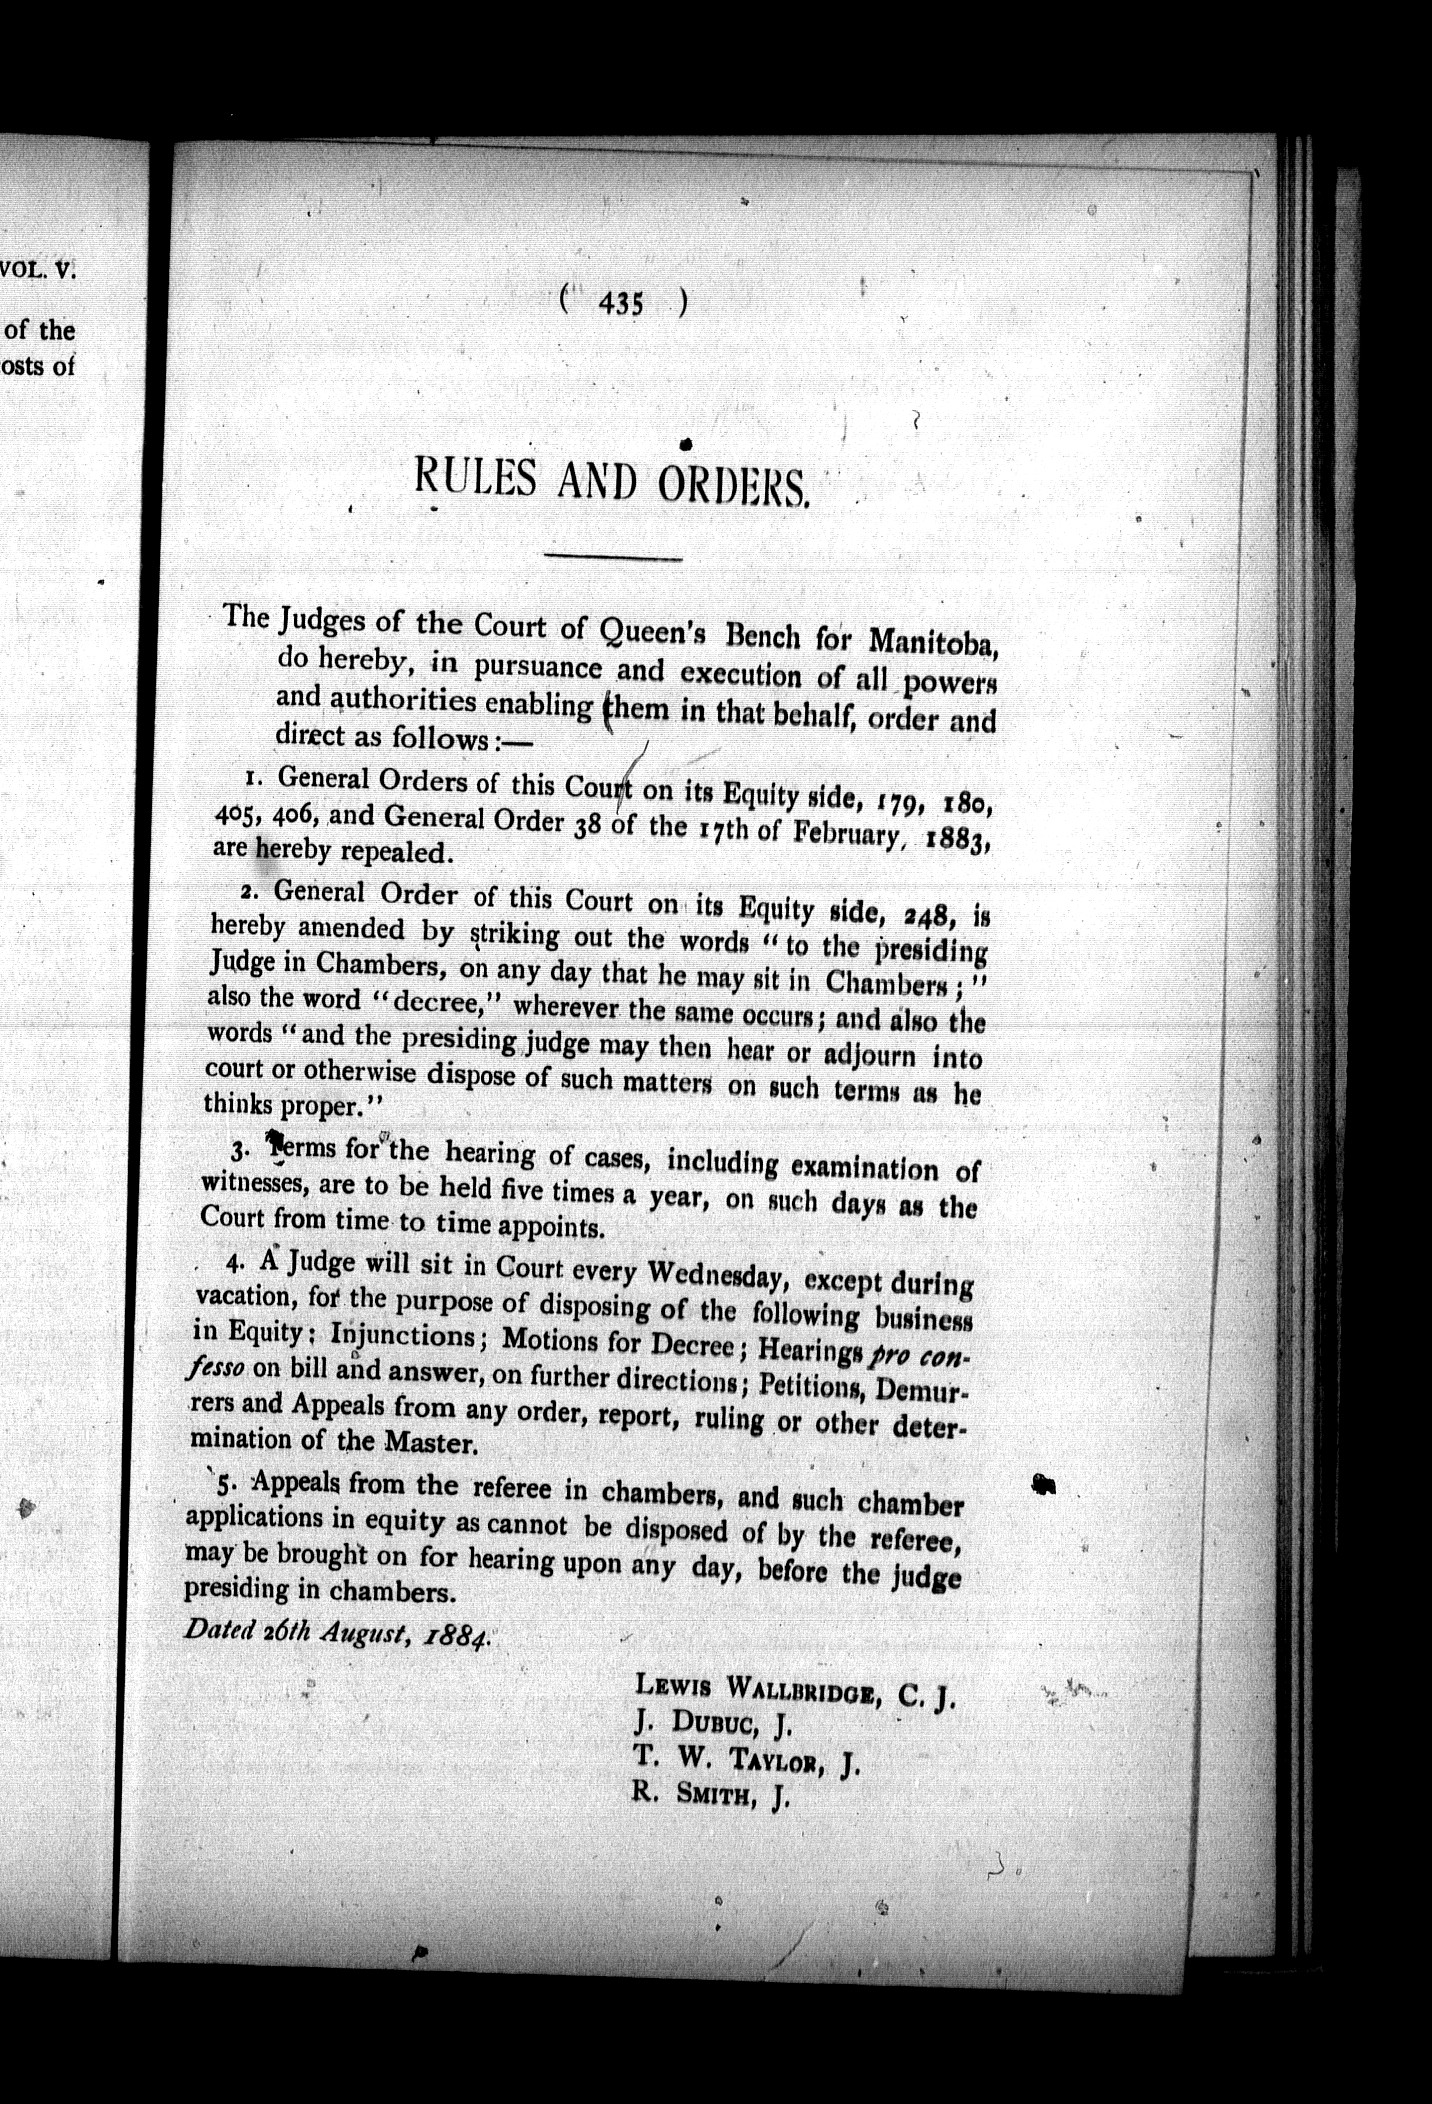 VOL. V.
of the
osts of
( 435 )
RULES AND ORDERS.
The Judges of the Court of Queen's Bench for Manitoba,
do hereby, in pursuance and execution of all powers
and authorities enabling them in that behalf, order and
direct as follows:—
1. General Orders of this Court on its Equity side, 179, 180,
405, 406, and General Order 38 of the 17th of February, 1883,
are hereby repealed.
2. General Order of this Court on its Equity side, 248, is
hereby amended by striking out the words "to the presiding
Judge in Chambers, on any day that he may sit in Chambers;"
also the word "decree," wherever the same occurs; and also the
words "and the presiding judge may then hear or adjourn into
court or otherwise dispose of such matters on such terms as he
thinks proper."
3. Terms for the hearing of cases, including examination of
witnesses, are to be held five times a year, on such days as the
Court from time to time appoints.
4. A Judge will sit in Court every Wednesday, except during
vacation, for the purpose of disposing of the following business
in Equity: Injunctions; Motions for Decree; Hearings pro con-
fesso on bill and answer, on further directions; Petitions, Demur-
rers and Appeals from any order, report, ruling or other deter-
mination of the Master.
5. Appeals from the referee in chambers, and such chamber
applications in equity as cannot be disposed of by the referee,
may be brought on for hearing upon any day, before the judge
presiding in chambers.
Dated 26th August, 1884.
LEWIS WALLBRIDGE, C. J.
J. DUBUC, J.
T. W. TAYLOR, J.
R. SMITH, J.